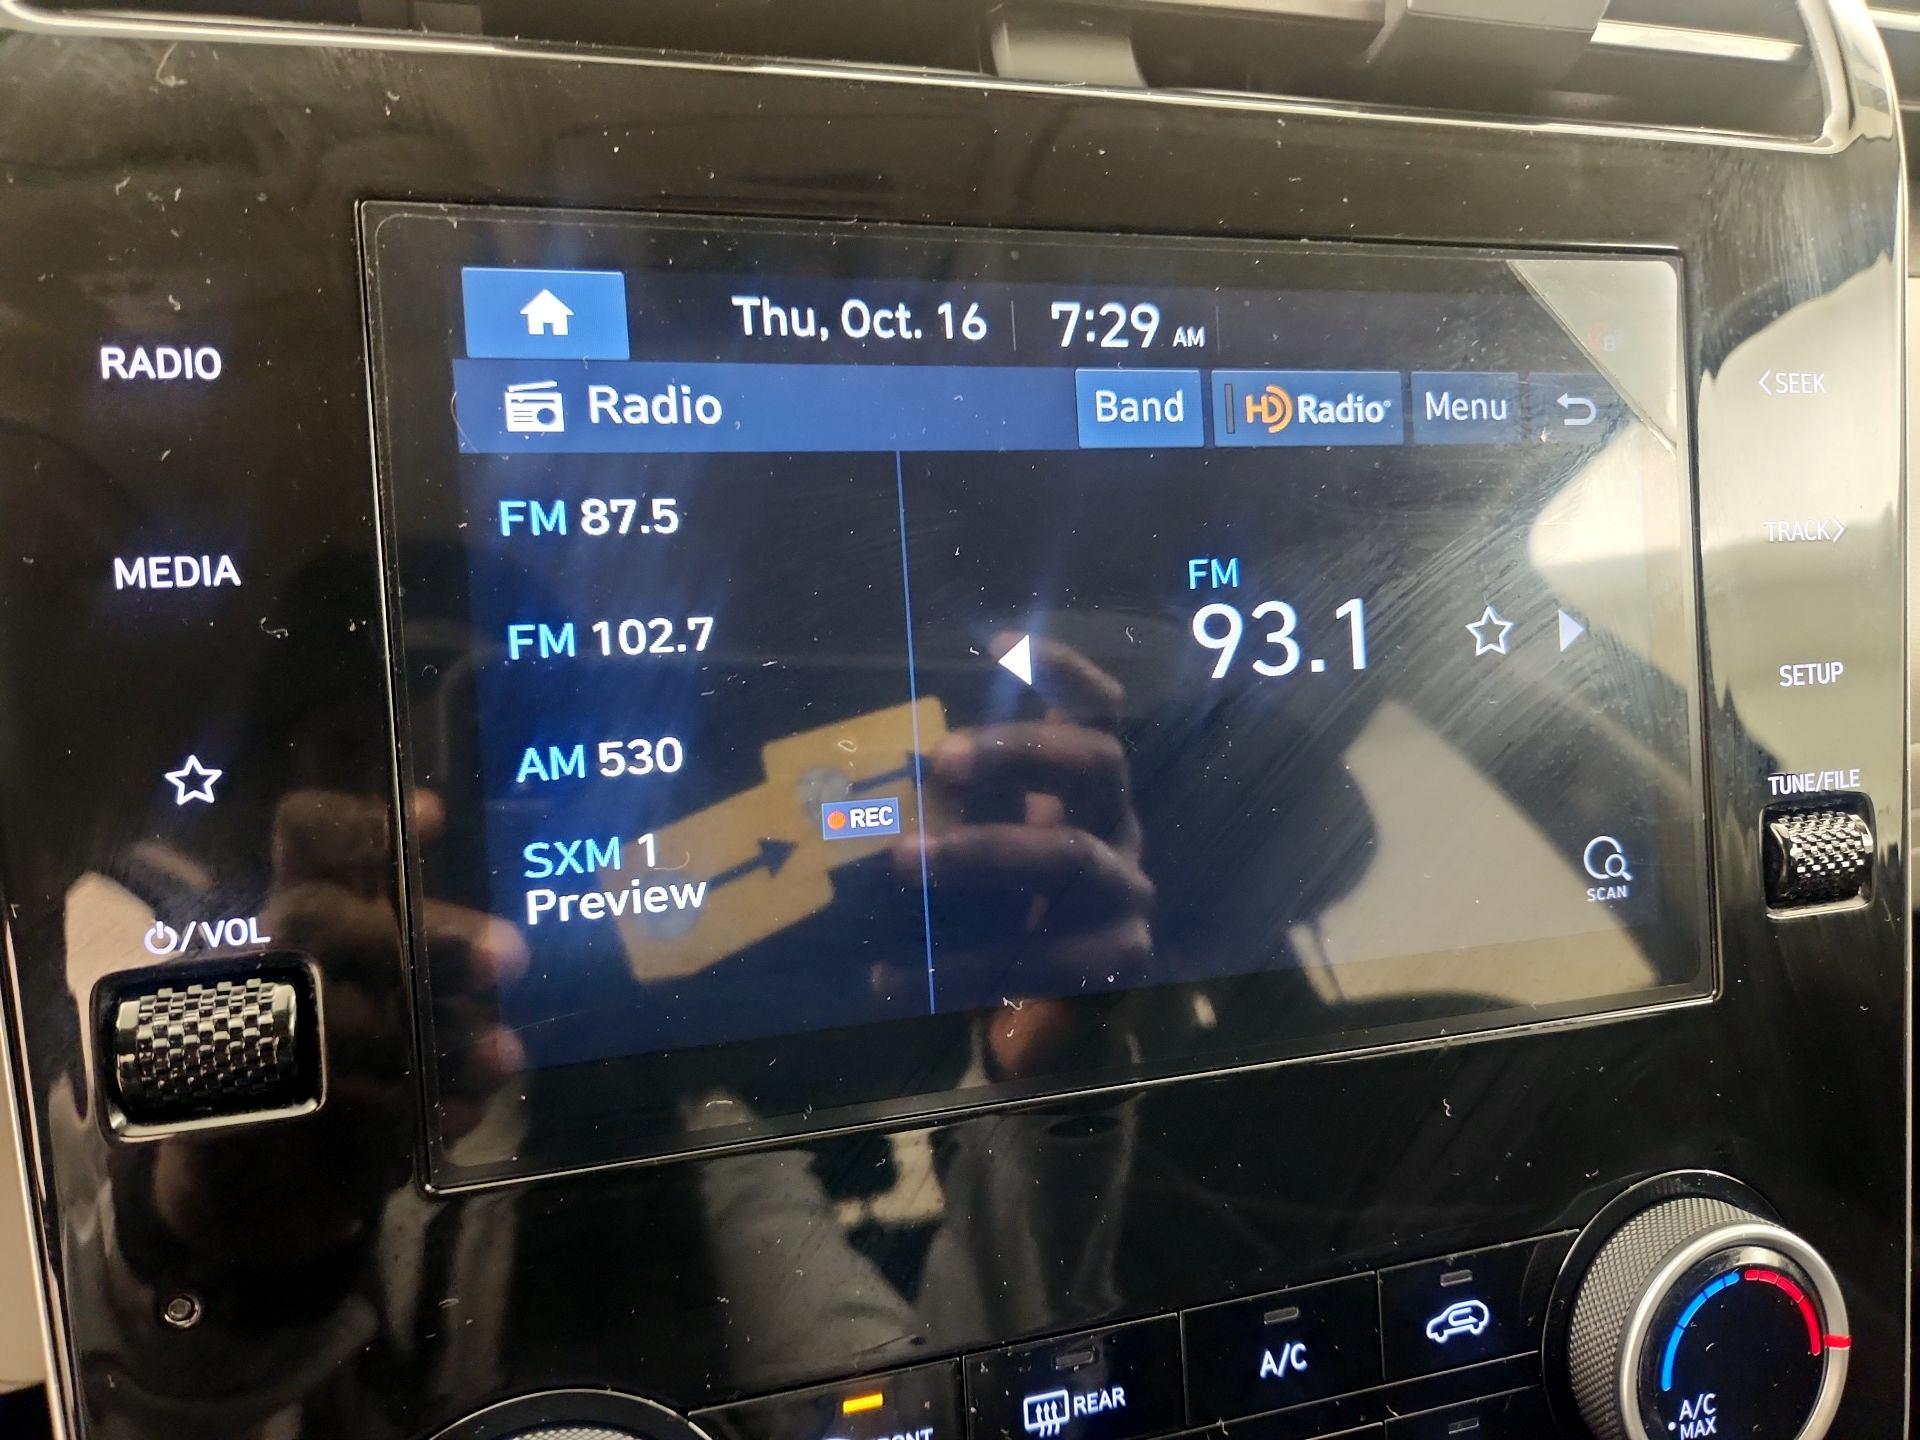 Thu, Oct. 16 7:29 AM
RADIO
Radio Band HD Radio® Menu
<SEEK
FM 87.5
TRACK>
MEDIA
FM
FM 102.7
93.1
SETUP
AM 530
TUNE/FILE
REC
SXM 1
Preview
SCAN
/VOL
A/C
REAR
A/C
MAX